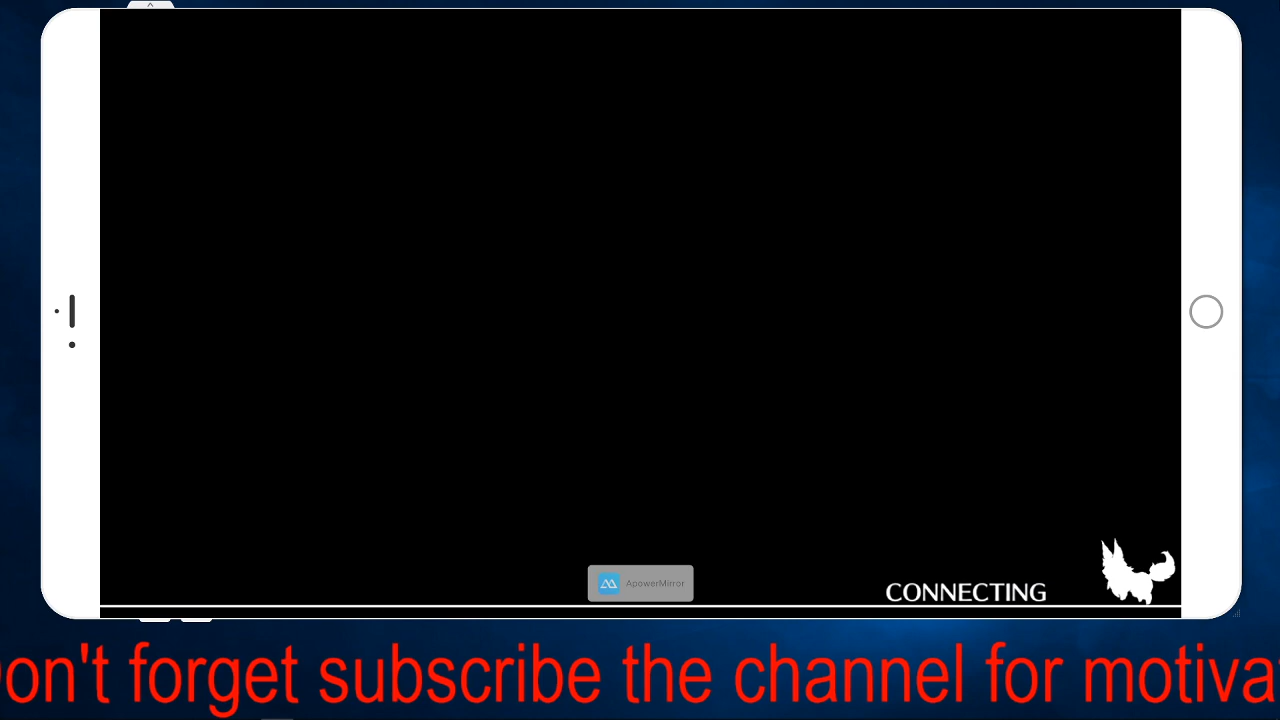 ApowerMirror
CONNECTING
on't forget subscribe the channel for motiva